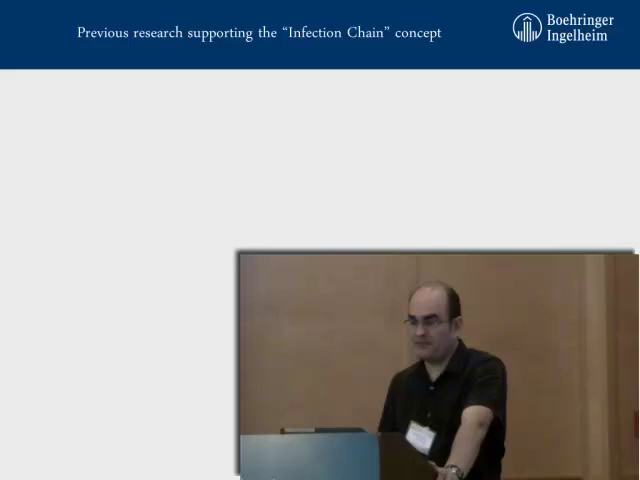 Previous research supporting the “Infection Chain” concept
Boehringer
Ingelheim